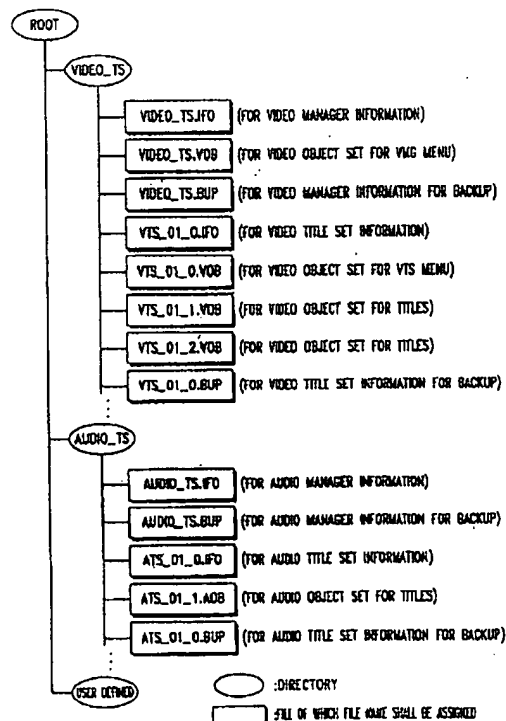 ROOT
VIDEO_TS
VIDEO_TS.IFO (FOR VIDEO MANAGER INFORMATION)
VIDEO_TS.VOB (FOR VIDEO OBJECT SET FOR VMG MENU)
VIDEO_TS.BUP (FOR VIDEO MANAGER INFORMATION FOR BACKUP)
VTS_01_0.IFO (FOR VIDEO TITLE SET INFORMATION)
VTS_01_0.VOB (FOR VIDEO OBJECT SET FOR VTS MENU)
VTS_01_1.VOB (FOR VIDEO OBJECT SET FOR TITLES)
VTS_01_2.VOB (FOR VIDEO OBJECT SET FOR TITLES)
VTS_01_0.BUP (FOR VIDEO TITLE SET INFORMATION FOR BACKUP)
AUDIO_TS
AUDIO_TS.IFO (FOR AUDIO MANAGER INFORMATION)
AUDIO_TS.BUP (FOR AUDIO MANAGER INFORMATION FOR BACKUP)
ATS_01_0.IFO (FOR AUDIO TITLE SET INFORMATION)
ATS_01_1.AOB (FOR AUDIO OBJECT SET FOR TITLES)
ATS_01_0.BUP (FOR AUDIO TITLE SET INFORMATION FOR BACKUP)
USER DEFINED
:DIRECTORY
OF WHICH FILE NAME SHALL BE ASSIGNED